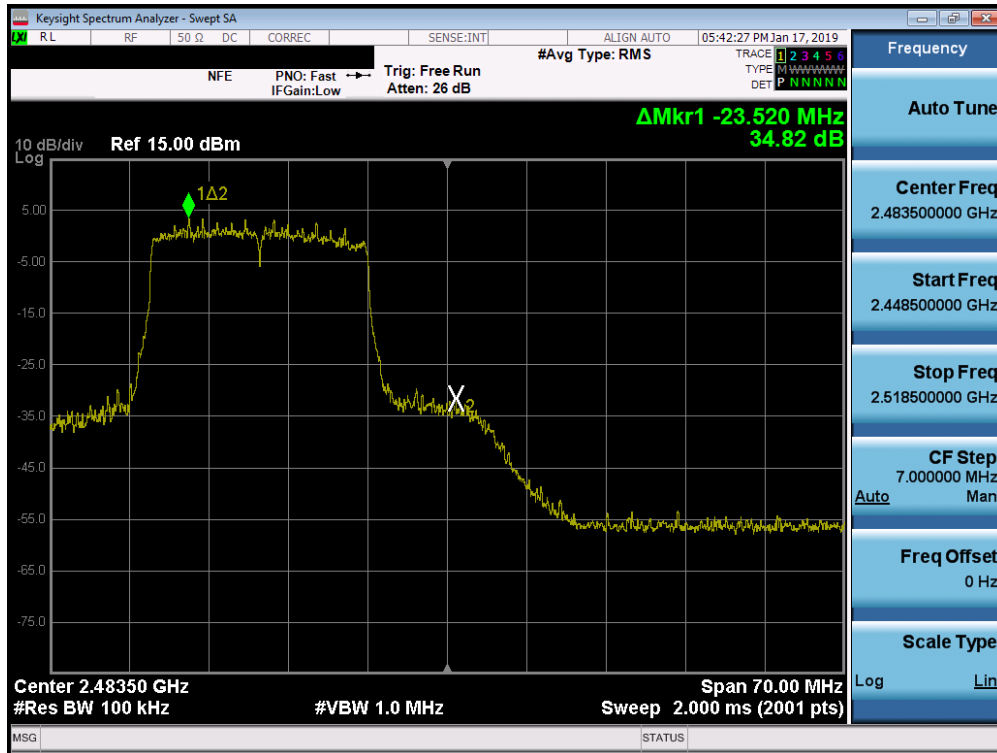 Keysight Spectrum Analyzer - Swept SA
LXI RL RF 50 Ω DC CORREC SENSE:INT ALIGN AUTO 05:42:27 PM Jan 17, 2019
NFE
PNO: Fast
IFGain:Low
Trig: Free Run
Atten: 26 dB
#Avg Type: RMS
TRACE 1 2 3 4 5 6
TYPE M WWWWW
DET P N N N N N
ΔMkr1 -23.520 MHz
34.82 dB
10 dB/div
Log
Ref 15.00 dBm
1Δ2
5.00
-5.00
-15.0
-25.0
X2
-35.0
-45.0
-55.0
-65.0
-75.0
Center 2.48350 GHz
Span 70.00 MHz
#Res BW 100 kHz
#VBW 1.0 MHz
Sweep 2.000 ms (2001 pts)
MSG
STATUS
Frequency
Auto Tune
Center Freq
2.483500000 GHz
Start Freq
2.448500000 GHz
Stop Freq
2.518500000 GHz
CF Step
7.000000 MHz
Auto Man
Freq Offset
0 Hz
Scale Type
Log Lin